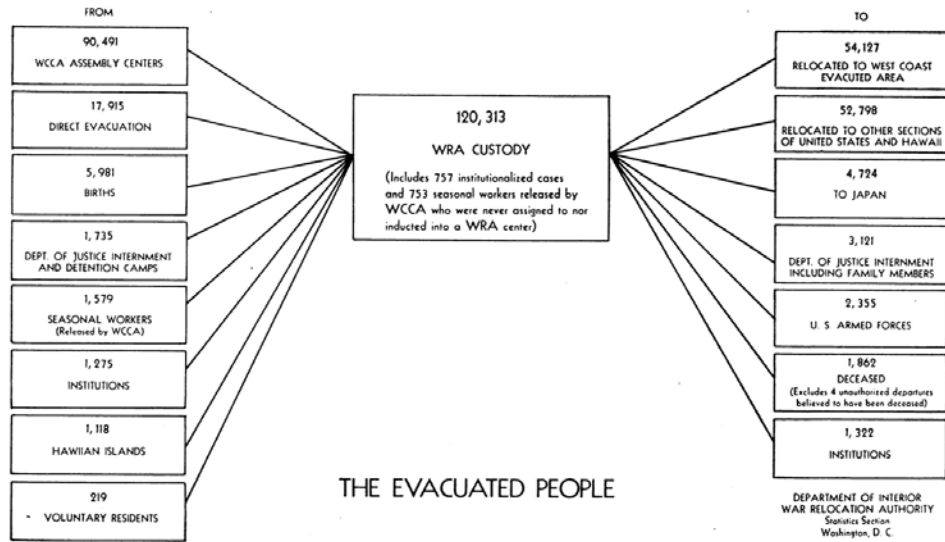 FROM
90,491
WCCA ASSEMBLY CENTERS
17,915
DIRECT EVACUATION
5,981
BIRTHS
1,735
DEPT. OF JUSTICE INTERNMENT
AND DETENTION CAMPS
1,579
SEASONAL WORKERS
(Released by WCCA)
1,275
INSTITUTIONS
1,118
HAWIIAN ISLANDS
219
VOLUNTARY RESIDENTS
120,313
WRA CUSTODY
(Includes 757 institutionalized cases
and 753 seasonal workers released by
WCCA who were never assigned to nor
inducted into a WRA center)
THE EVACUATED PEOPLE
TO
54,127
RELOCATED TO WEST COAST
EVACUTED AREA
52,798
RELOCATED TO OTHER SECTIONS
OF UNITED STATES AND HAWAII
4,724
TO JAPAN
3,121
DEPT. OF JUSTICE INTERNMENT
INCLUDING FAMILY MEMBERS
2,355
U. S ARMED FORCES
1,862
DECEASED
(Excludes 4 unauthorized departures
believed to have been deceased)
1,322
INSTITUTIONS
DEPARTMENT OF INTERIOR
WAR RELOCATION AUTHORITY
Statistics Section
Washington, D. C.